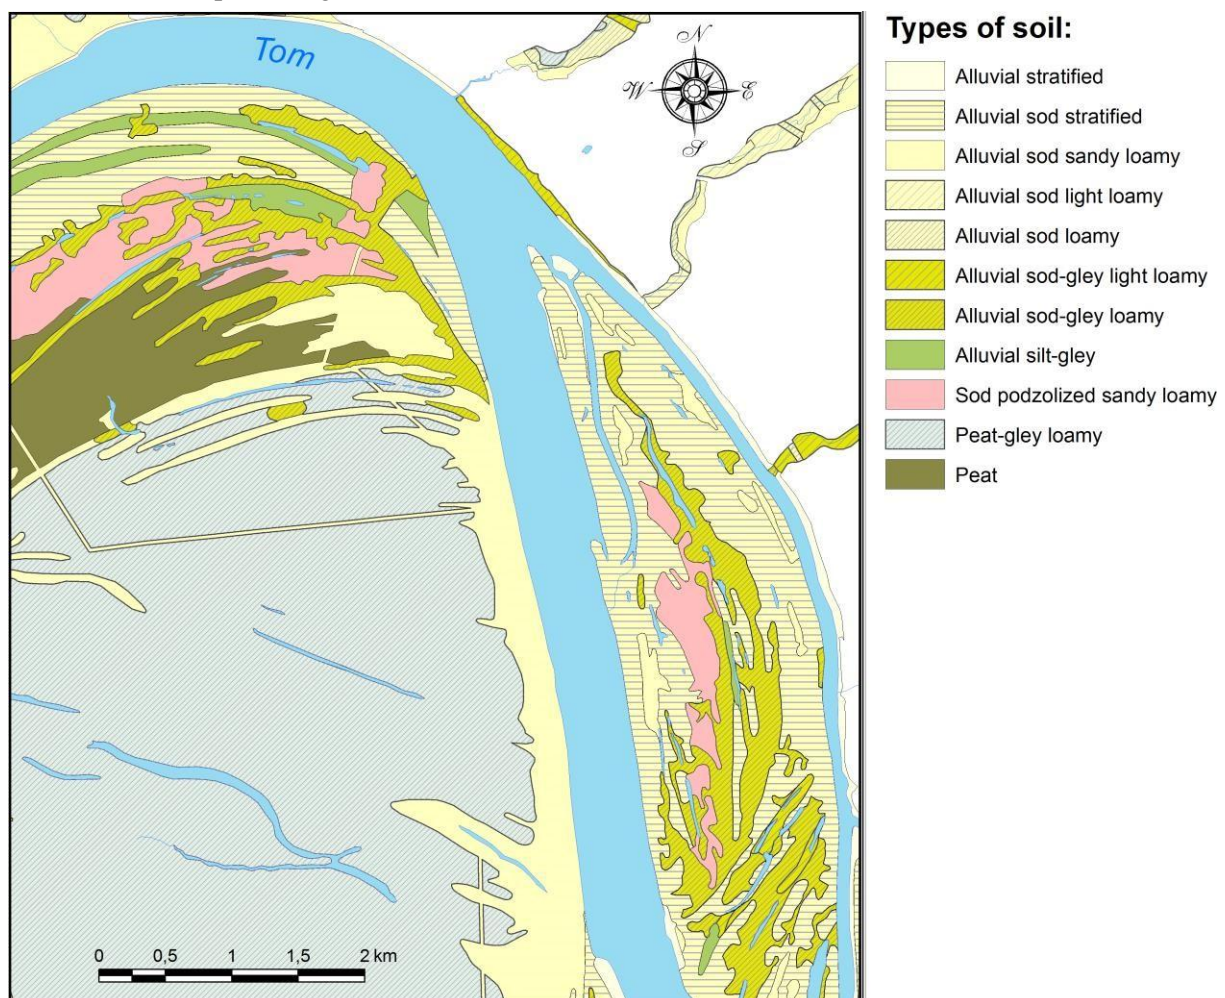 Tom
N
W
E
S
0 0,5 1 1,5 2 km
Types of soil:
Alluvial stratified
Alluvial sod stratified
Alluvial sod sandy loamy
Alluvial sod light loamy
Alluvial sod loamy
Alluvial sod-gley light loamy
Alluvial sod-gley loamy
Alluvial silt-gley
Sod podzolized sandy loamy
Peat-gley loamy
Peat